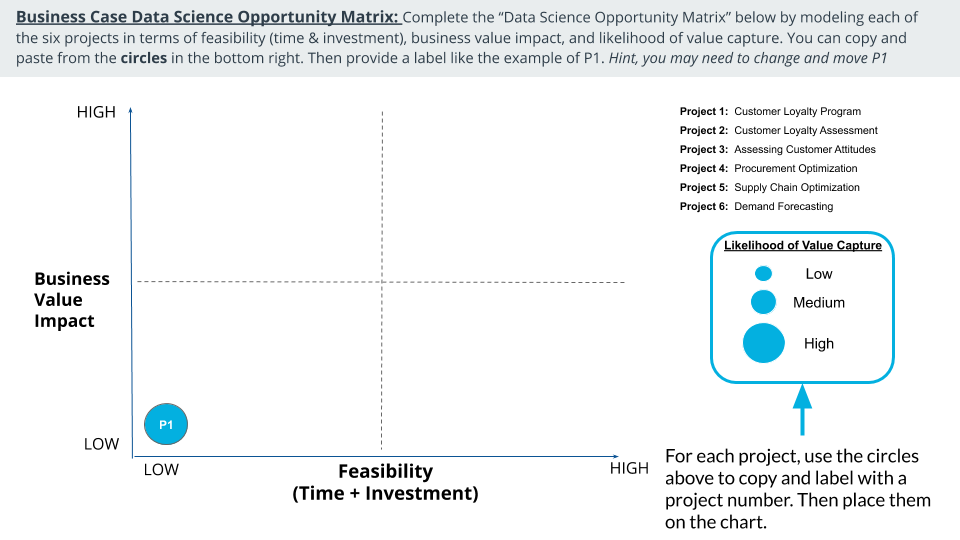 Business Case Data Science Opportunity Matrix: Complete the “Data Science Opportunity Matrix” below by modeling each of
the six projects in terms of feasibility (time & investment), business value impact, and likelihood of value capture. You can copy and
paste from the circles in the bottom right. Then provide a label like the example of P1. Hint, you may need to change and move P1
HIGH
Business
Value
Impact
LOW
P1
LOW
Feasibility
(Time + Investment)
HIGH
Project 1: Customer Loyalty Program
Project 2: Customer Loyalty Assessment
Project 3: Assessing Customer Attitudes
Project 4: Procurement Optimization
Project 5: Supply Chain Optimization
Project 6: Demand Forecasting
Likelihood of Value Capture
Low
Medium
High
For each project, use the circles
above to copy and label with a
project number. Then place them
on the chart.